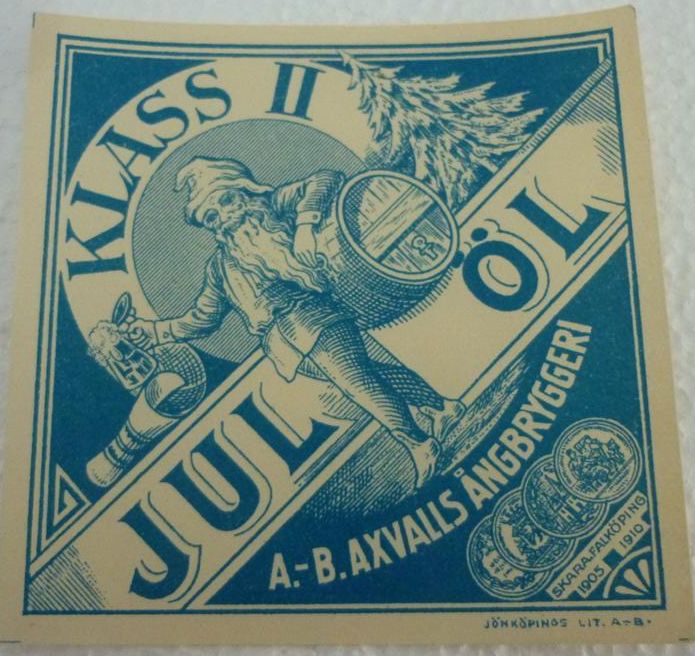 KLASS II
JUL ÖL
A.-B. AXVALLS ÅNGBRYGGERI
SKARA. FALKÖPING
1905 1910
JÖNKÖPINGS LIT. A-B.